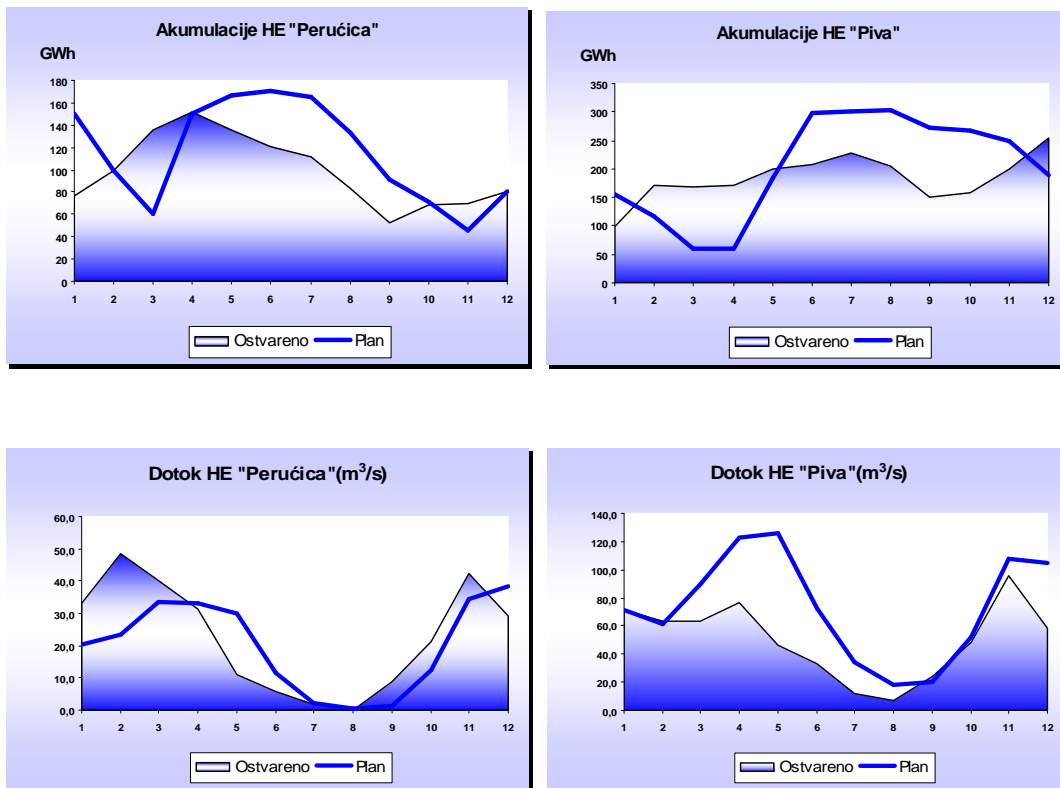 Akumulacije HE "Perućica"
GWh
180
160
140
120
100
80
60
40
20
0
1 2 3 4 5 6 7 8 9 10 11 12
Ostvareno Plan
Akumulacije HE "Piva"
GWh
350
300
250
200
150
100
50
0
1 2 3 4 5 6 7 8 9 10 11 12
Ostvareno Plan
Dotok HE "Perućica"(m³/s)
60,0
50,0
40,0
30,0
20,0
10,0
0,0
1 2 3 4 5 6 7 8 9 10 11 12
Ostvareno Plan
Dotok HE "Piva"(m³/s)
140,0
120,0
100,0
80,0
60,0
40,0
20,0
0,0
1 2 3 4 5 6 7 8 9 10 11 12
Ostvareno Plan